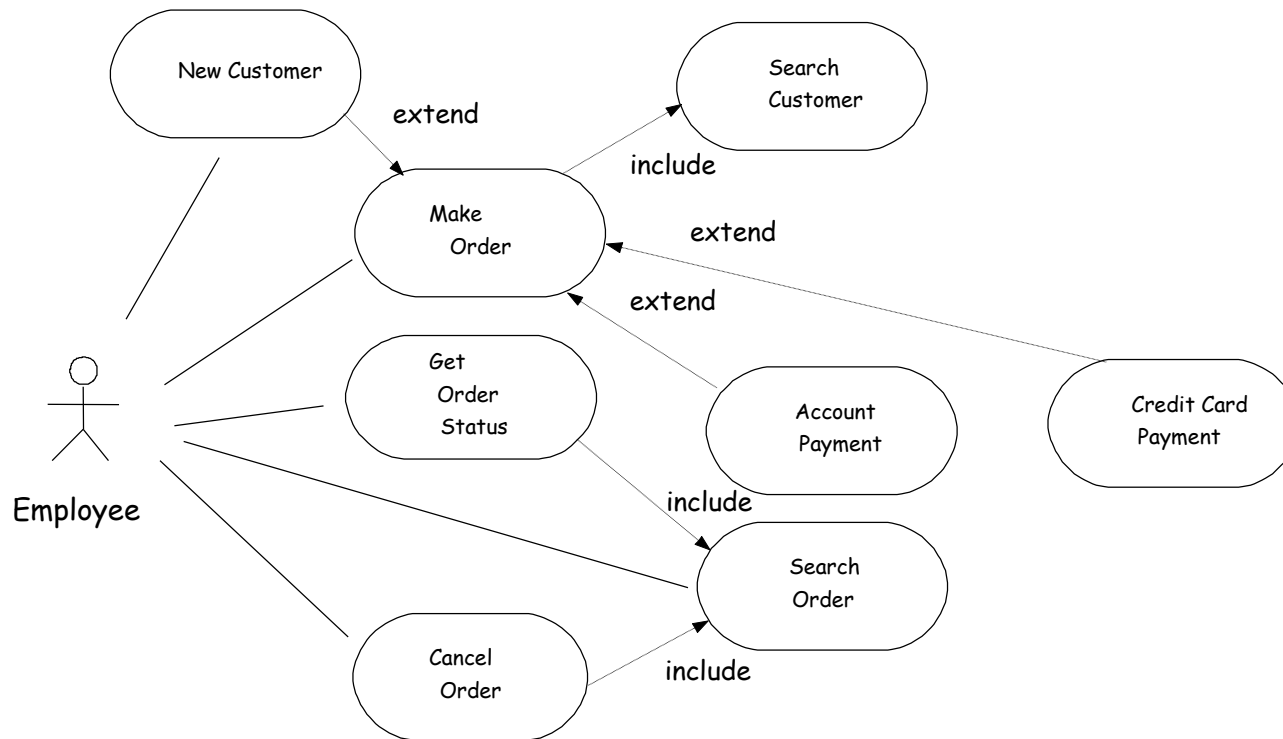 New Customer
Search
Customer
extend
include
Make
Order
extend
extend
Get
Order
Status
Account
Payment
Credit Card
Payment
include
Employee
Search
Order
Cancel
Order
include